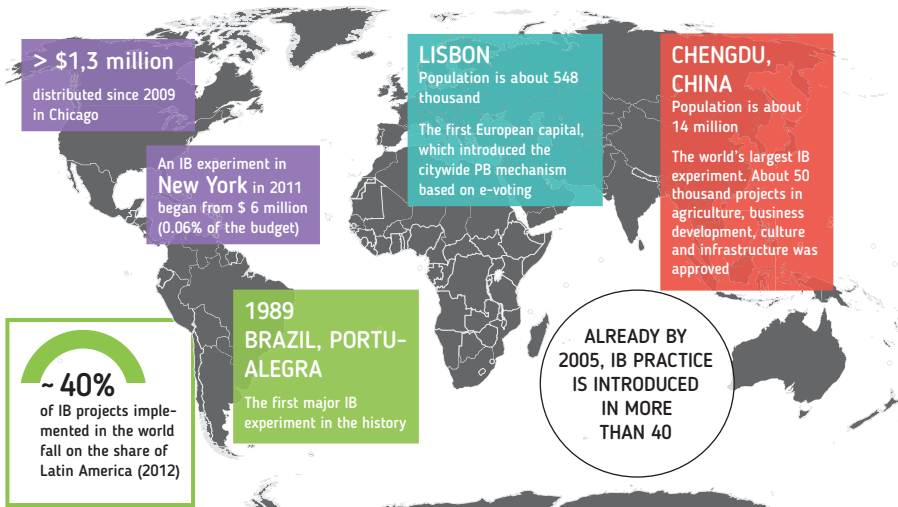 > $1,3 million
distributed since 2009
in Chicago
An IB experiment in
New York in 2011
began from $ 6 million
(0.06% of the budget)
LISBON
Population is about 548
thousand
The first European capital,
which introduced the
citywide PB mechanism
based on e-voting
CHENGDU,
CHINA
Population is about
14 million
The world's largest IB
experiment. About 50
thousand projects in
agriculture, business
development, culture
and infrastructure was
approved
1989
BRAZIL, PORTU-
ALEGRA
The first major IB
experiment in the history
~ 40%
of IB projects imple-
mented in the world
fall on the share of
Latin America (2012)
ALREADY BY
2005, IB PRACTICE
IS INTRODUCED
IN MORE
THAN 40